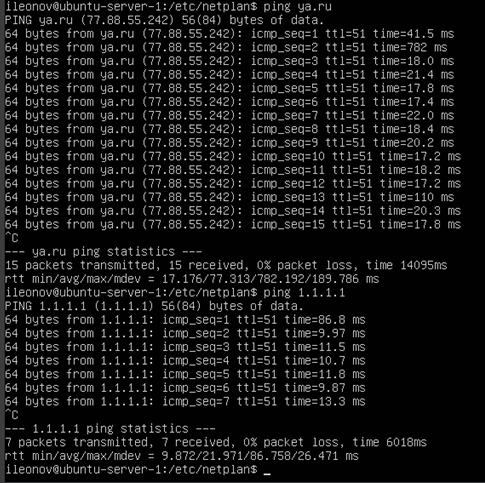 ileonov@ubuntu-server-1:/etc/netplan$ ping ya.ru
PING ya.ru (77.88.55.242) 56(84) bytes of data.
64 bytes from ya.ru (77.88.55.242): icmp_seq=1 ttl=51 time=41.5 ms
64 bytes from ya.ru (77.88.55.242): icmp_seq=2 ttl=51 time=782 ms
64 bytes from ya.ru (77.88.55.242): icmp_seq=3 ttl=51 time=18.0 ms
64 bytes from ya.ru (77.88.55.242): icmp_seq=4 ttl=51 time=21.4 ms
64 bytes from ya.ru (77.88.55.242): icmp_seq=5 ttl=51 time=17.8 ms
64 bytes from ya.ru (77.88.55.242): icmp_seq=6 ttl=51 time=17.4 ms
64 bytes from ya.ru (77.88.55.242): icmp_seq=7 ttl=51 time=22.0 ms
64 bytes from ya.ru (77.88.55.242): icmp_seq=8 ttl=51 time=18.4 ms
64 bytes from ya.ru (77.88.55.242): icmp_seq=9 ttl=51 time=20.2 ms
64 bytes from ya.ru (77.88.55.242): icmp_seq=10 ttl=51 time=17.2 ms
64 bytes from ya.ru (77.88.55.242): icmp_seq=11 ttl=51 time=18.2 ms
64 bytes from ya.ru (77.88.55.242): icmp_seq=12 ttl=51 time=17.2 ms
64 bytes from ya.ru (77.88.55.242): icmp_seq=13 ttl=51 time=110 ms
64 bytes from ya.ru (77.88.55.242): icmp_seq=14 ttl=51 time=20.3 ms
64 bytes from ya.ru (77.88.55.242): icmp_seq=15 ttl=51 time=17.8 ms
^C
--- ya.ru ping statistics ---
15 packets transmitted, 15 received, 0% packet loss, time 14095ms
rtt min/avg/max/mdev = 17.176/77.313/782.192/189.786 ms
ileonov@ubuntu-server-1:/etc/netplan$ ping 1.1.1.1
PING 1.1.1.1 (1.1.1.1) 56(84) bytes of data.
64 bytes from 1.1.1.1: icmp_seq=1 ttl=51 time=86.8 ms
64 bytes from 1.1.1.1: icmp_seq=2 ttl=51 time=9.97 ms
64 bytes from 1.1.1.1: icmp_seq=3 ttl=51 time=11.5 ms
64 bytes from 1.1.1.1: icmp_seq=4 ttl=51 time=10.7 ms
64 bytes from 1.1.1.1: icmp_seq=5 ttl=51 time=11.8 ms
64 bytes from 1.1.1.1: icmp_seq=6 ttl=51 time=9.87 ms
64 bytes from 1.1.1.1: icmp_seq=7 ttl=51 time=13.3 ms
^C
--- 1.1.1.1 ping statistics ---
7 packets transmitted, 7 received, 0% packet loss, time 6018ms
rtt min/avg/max/mdev = 9.872/21.971/86.758/26.471 ms
ileonov@ubuntu-server-1:/etc/netplan$ _